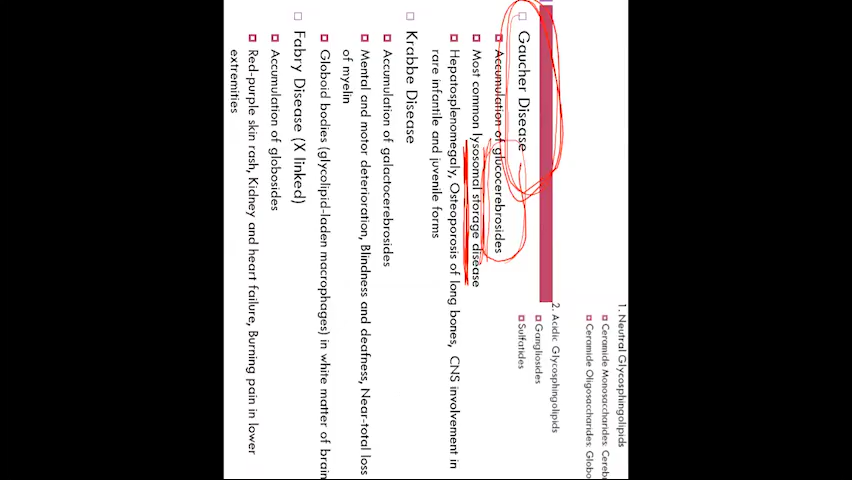 1. Neutral Glycosphingolipids
Ceramide Monosaccharides: Cereb
Ceramide Oligosaccharides: Globo
2. Acidic Glycosphingolipids
Gangliosides
Sulfatides
Gaucher Disease
Accumulation of glucocerebrosides
Most common lysosomal storage disease
Hepatosplenomegaly, Osteoporosis of long bones, CNS involvement in
rare infantile and juvenile forms
Krabbe Disease
Accumulation of galactocerebrosides
Mental and motor deterioration, Blindness and deafness, Near-total loss
of myelin
Globoid bodies (glycolipid-laden macrophages) in white matter of brain
Fabry Disease (X linked)
Accumulation of globosides
Red-purple skin rash, Kidney and heart failure, Burning pain in lower
extremities